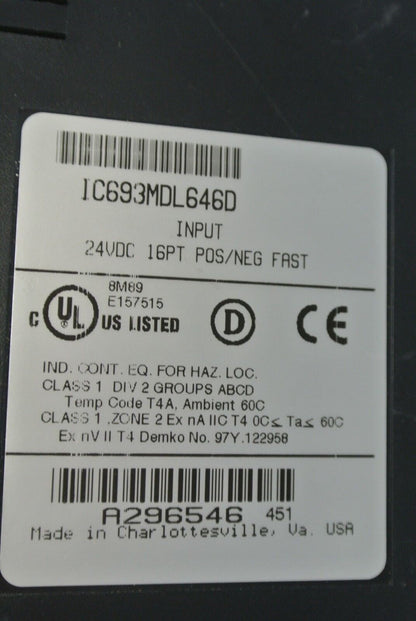 IC693MDL646D
INPUT
24VDC 16PT POS/NEG FAST
8M89
E157515
C UL US LISTED
D
CE
IND. CONT. EQ. FOR HAZ. LOC.
CLASS 1 DIV 2 GROUPS ABCD
Temp Code T4A, Ambient 60C
CLASS 1 ,ZONE 2 Ex nA IIC T4 0C≤ Ta≤ 60C
Ex nV II T4 Demko No. 97Y.122958
A296546 451
Made in Charlottesville, Va. USA